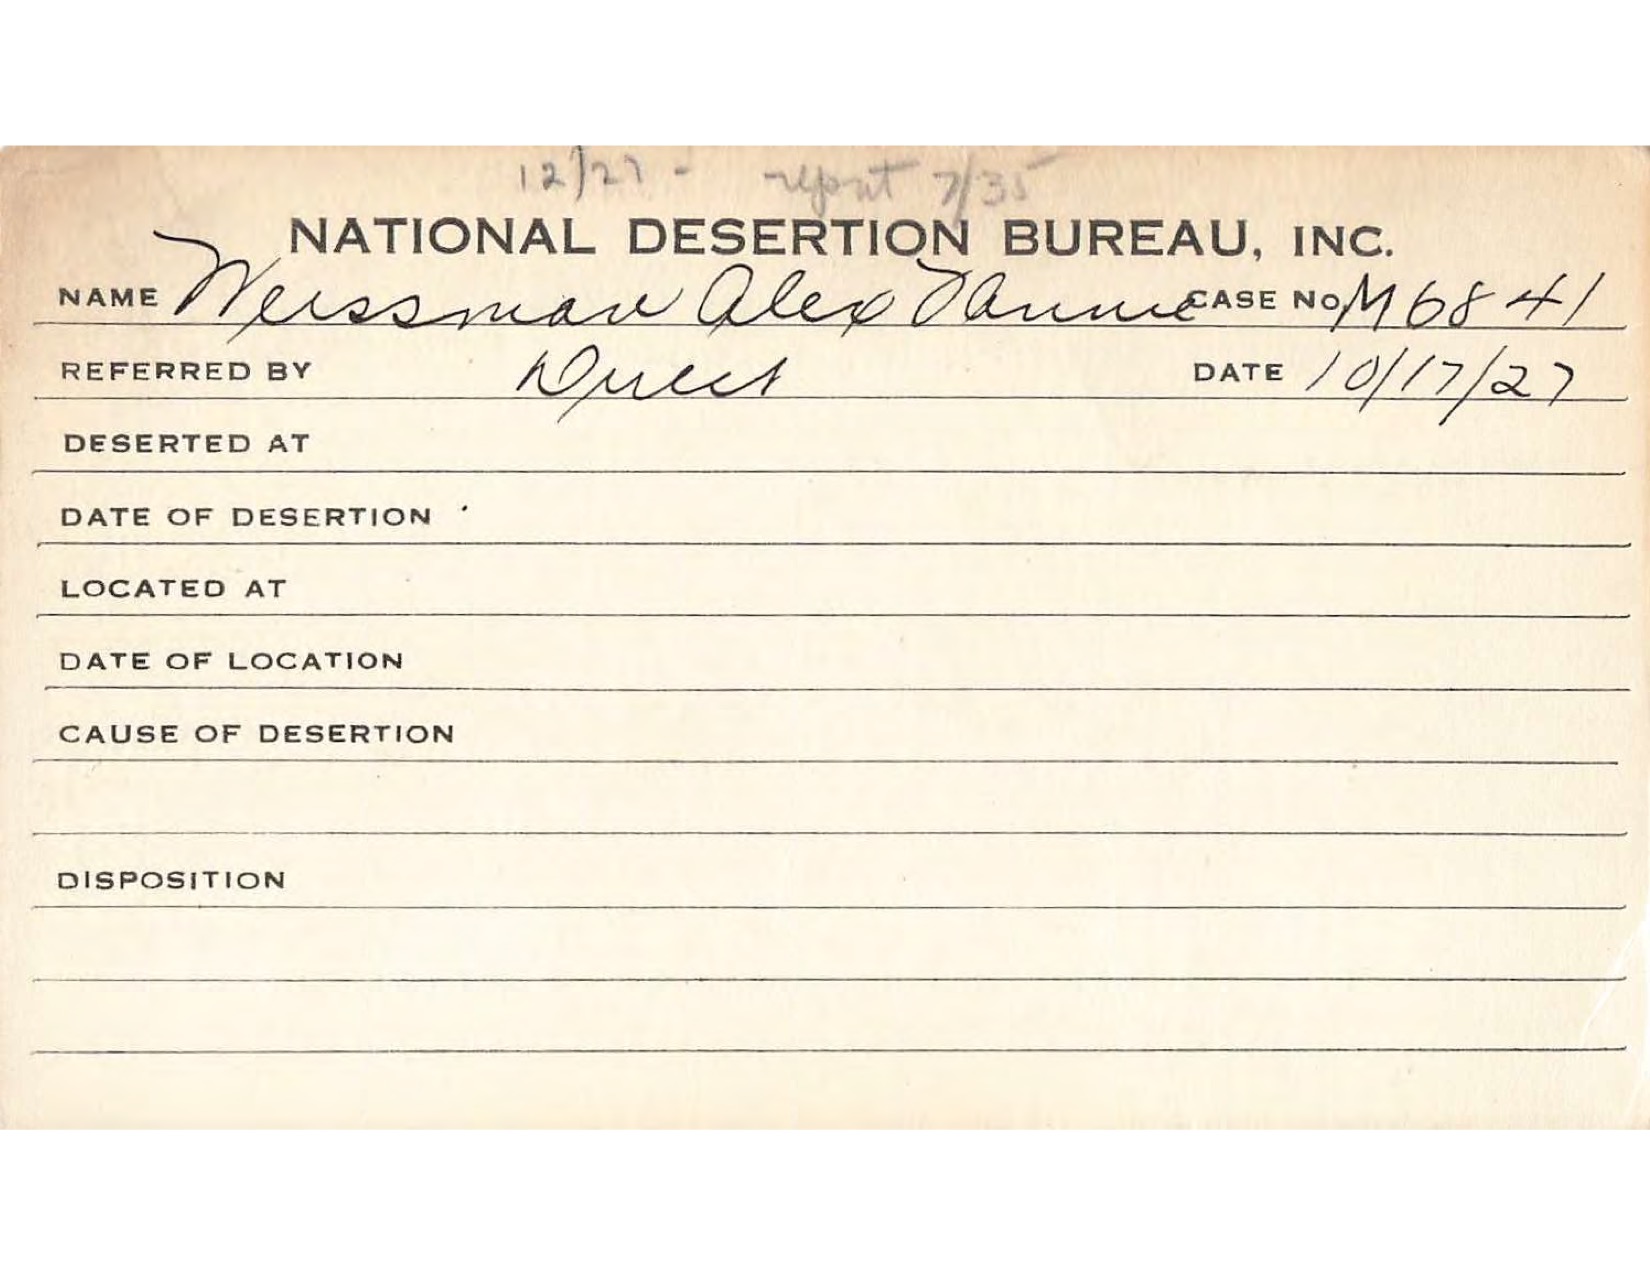 12/27 - report 7/35
NATIONAL DESERTION BUREAU, INC.
NAME Weissman Alex Fannie CASE NO. M6841
REFERRED BY Direct DATE 10/17/27
DESERTED AT
DATE OF DESERTION
LOCATED AT
DATE OF LOCATION
CAUSE OF DESERTION
DISPOSITION